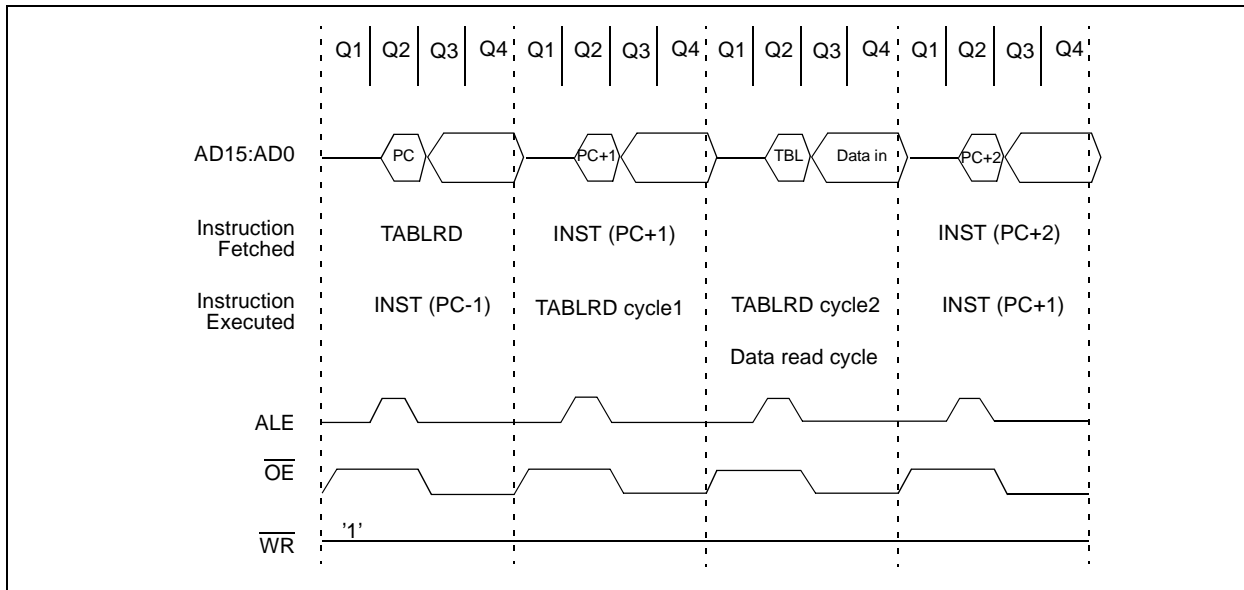 Q1 Q2 Q3 Q4 Q1 Q2 Q3 Q4 Q1 Q2 Q3 Q4 Q1 Q2 Q3 Q4
AD15:AD0 PC PC+1 TBL Data in PC+2
Instruction
Fetched
TABLRD INST (PC+1) INST (PC+2)
Instruction
Executed
INST (PC-1) TABLRD cycle1 TABLRD cycle2 INST (PC+1)
Data read cycle
ALE
OE
'1'
WR